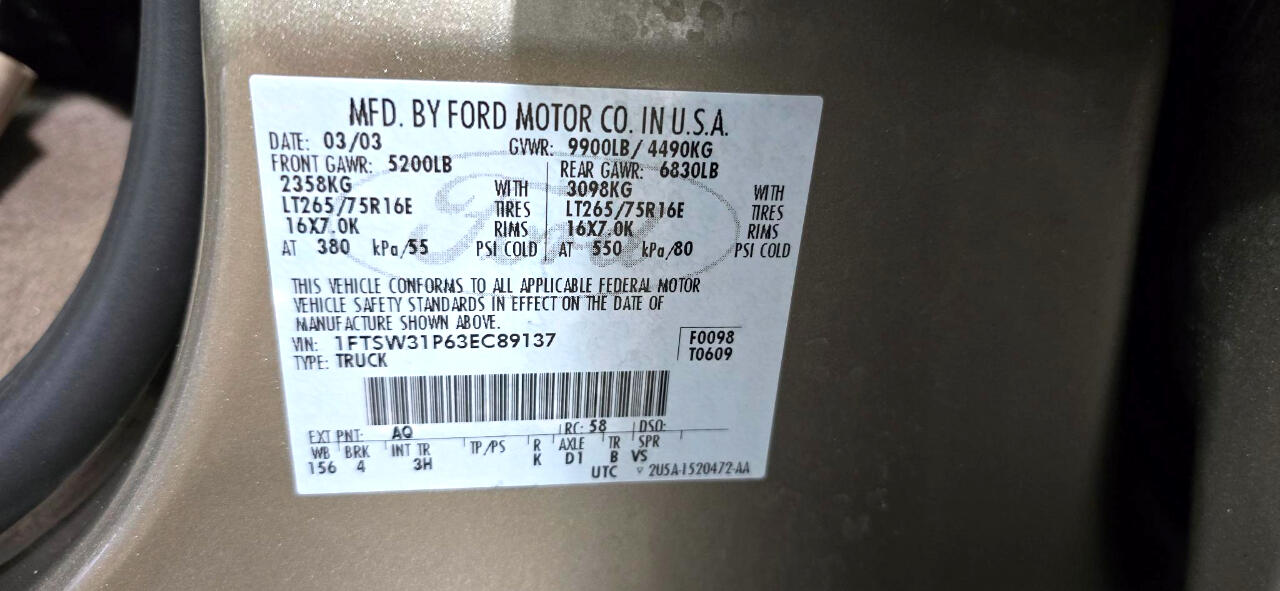 MFD. BY FORD MOTOR CO. IN U.S.A.
DATE: 03/03 GVWR: 9900LB/ 4490KG
FRONT GAWR: 5200LB REAR GAWR: 6830LB
2358KG WITH 3098KG WITH
LT265/75R16E TIRES LT265/75R16E TIRES
16X7.0K RIMS 16X7.0K RIMS
AT 380 kPa/55 PSI COLD AT 550 kPa/80 PSI COLD
THIS VEHICLE CONFORMS TO ALL APPLICABLE FEDERAL MOTOR
VEHICLE SAFETY STANDARDS IN EFFECT ON THE DATE OF
MANUFACTURE SHOWN ABOVE.
VIN: 1FTSW31P63EC89137 F0098
TYPE: TRUCK T0609
EXT PNT: AQ RC: 58 DSO:
WB BRK INT TR TP/PS R AXLE TR SPR
156 4 3H K D1 B VS
UTC ▽ 2U5A-1520472-AA
Ford